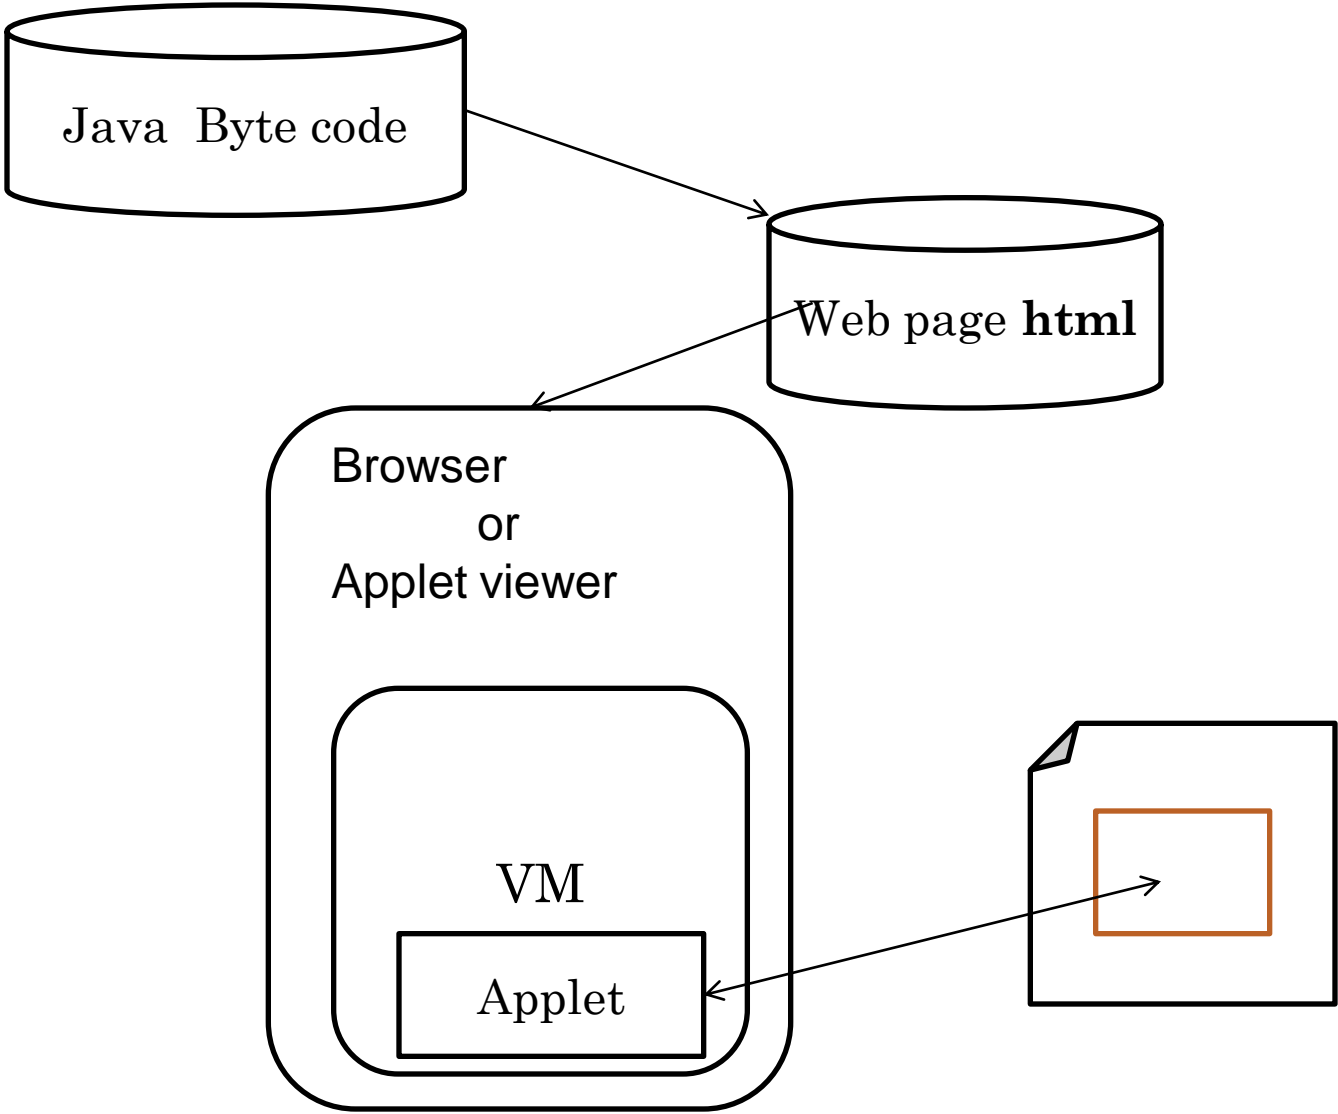 Java  Byte code
Web page html
Browser
or
Applet viewer
VM
Applet